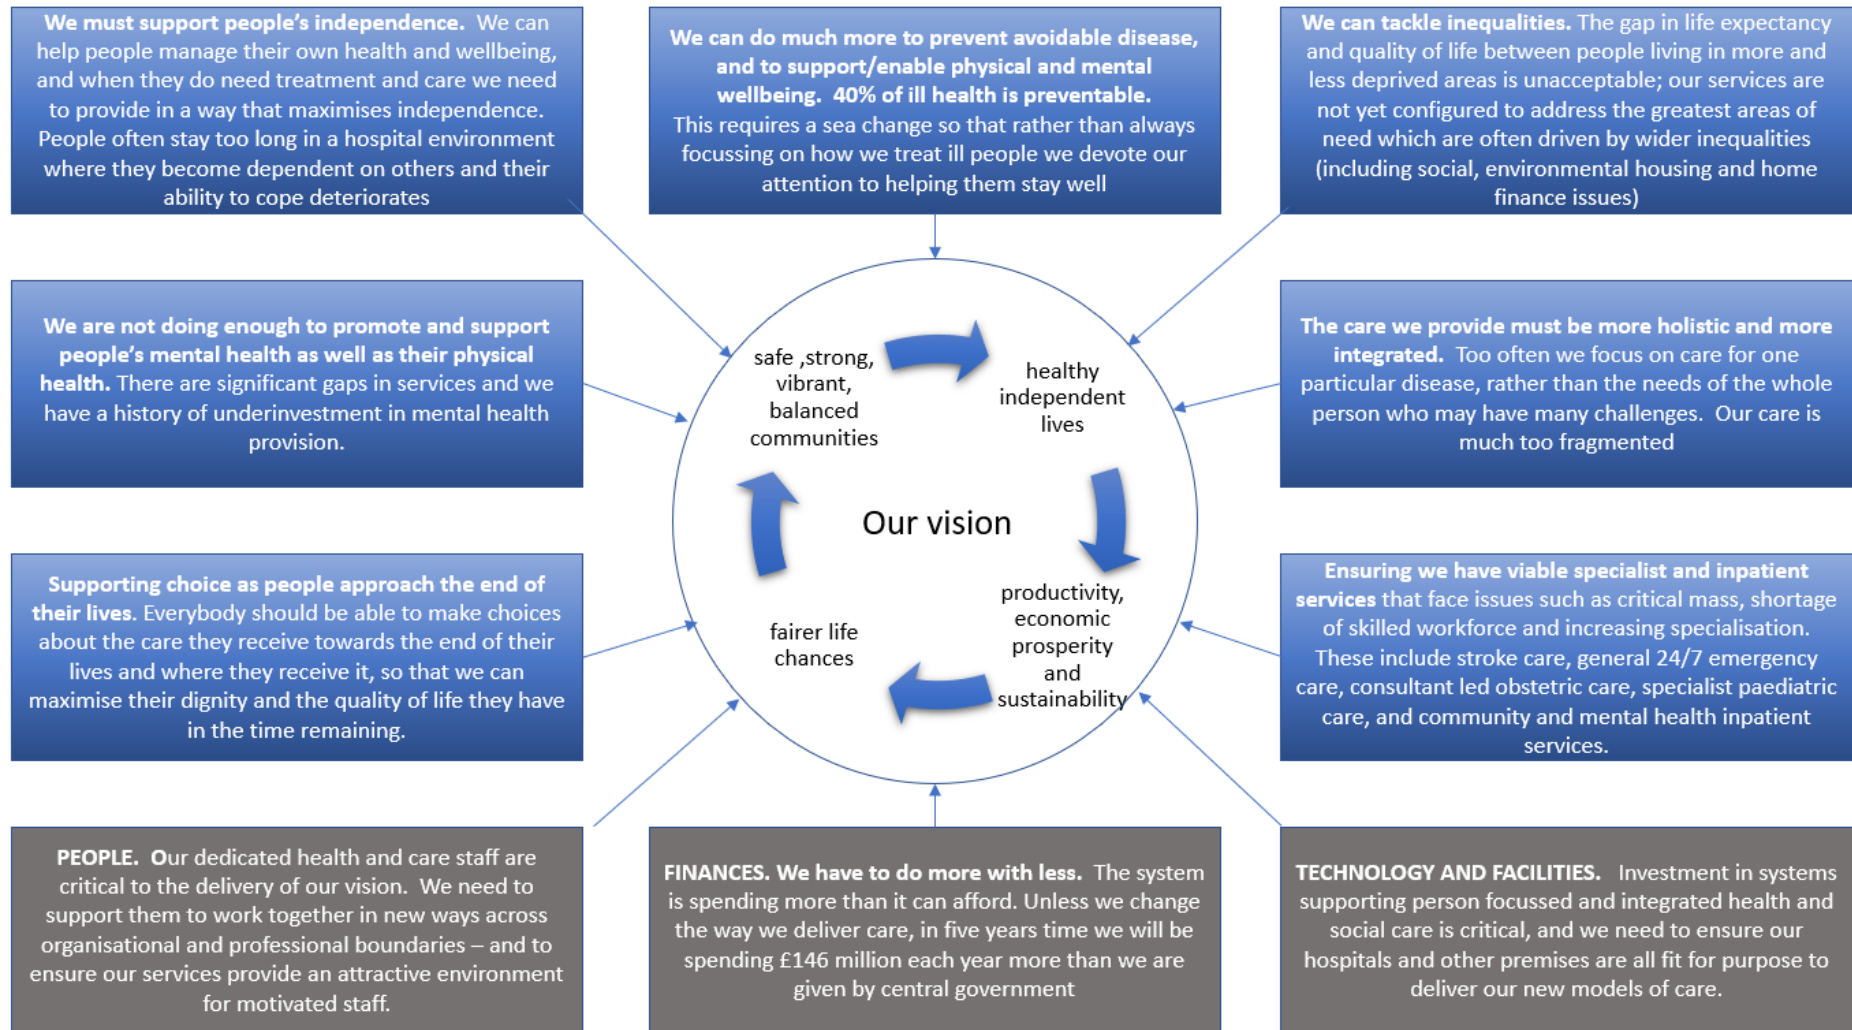 We must support people's independence. We can
help people manage their own health and wellbeing,
and when they do need treatment and care we need
to provide in a way that maximises independence.
People often stay too long in a hospital environment
where they become dependent on others and their
ability to cope deteriorates
We can do much more to prevent avoidable disease,
and to support/enable physical and mental
wellbeing. 40% of ill health is preventable.
This requires a sea change so that rather than always
focussing on how we treat ill people we devote our
attention to helping them stay well
We can tackle inequalities. The gap in life expectancy
and quality of life between people living in more and
less deprived areas is unacceptable; our services are
not yet configured to address the greatest areas of
need which are often driven by wider inequalities
(including social, environmental housing and home
finance issues)
We are not doing enough to promote and support
people's mental health as well as their physical
health. There are significant gaps in services and we
have a history of underinvestment in mental health
provision.
safe ,strong,
vibrant,
balanced
communities
healthy
independent
lives
The care we provide must be more holistic and more
integrated. Too often we focus on care for one
particular disease, rather than the needs of the whole
person who may have many challenges. Our care is
much too fragmented
Our vision
Supporting choice as people approach the end of
their lives. Everybody should be able to make choices
about the care they receive towards the end of their
lives and where they receive it, so that we can
maximise their dignity and the quality of life they have
in the time remaining.
fairer life
chances
productivity,
economic
prosperity
and
sustainability
Ensuring we have viable specialist and inpatient
services that face issues such as critical mass, shortage
of skilled workforce and increasing specialisation.
These include stroke care, general 24/7 emergency
care, consultant led obstetric care, specialist paediatric
care, and community and mental health inpatient
services.
PEOPLE. Our dedicated health and care staff are
critical to the delivery of our vision. We need to
support them to work together in new ways across
organisational and professional boundaries – and to
ensure our services provide an attractive environment
for motivated staff.
FINANCES. We have to do more with less. The system
is spending more than it can afford. Unless we change
the way we deliver care, in five years time we will be
spending £146 million each year more than we are
given by central government
TECHNOLOGY AND FACILITIES. Investment in systems
supporting person focussed and integrated health and
social care is critical, and we need to ensure our
hospitals and other premises are all fit for purpose to
deliver our new models of care.